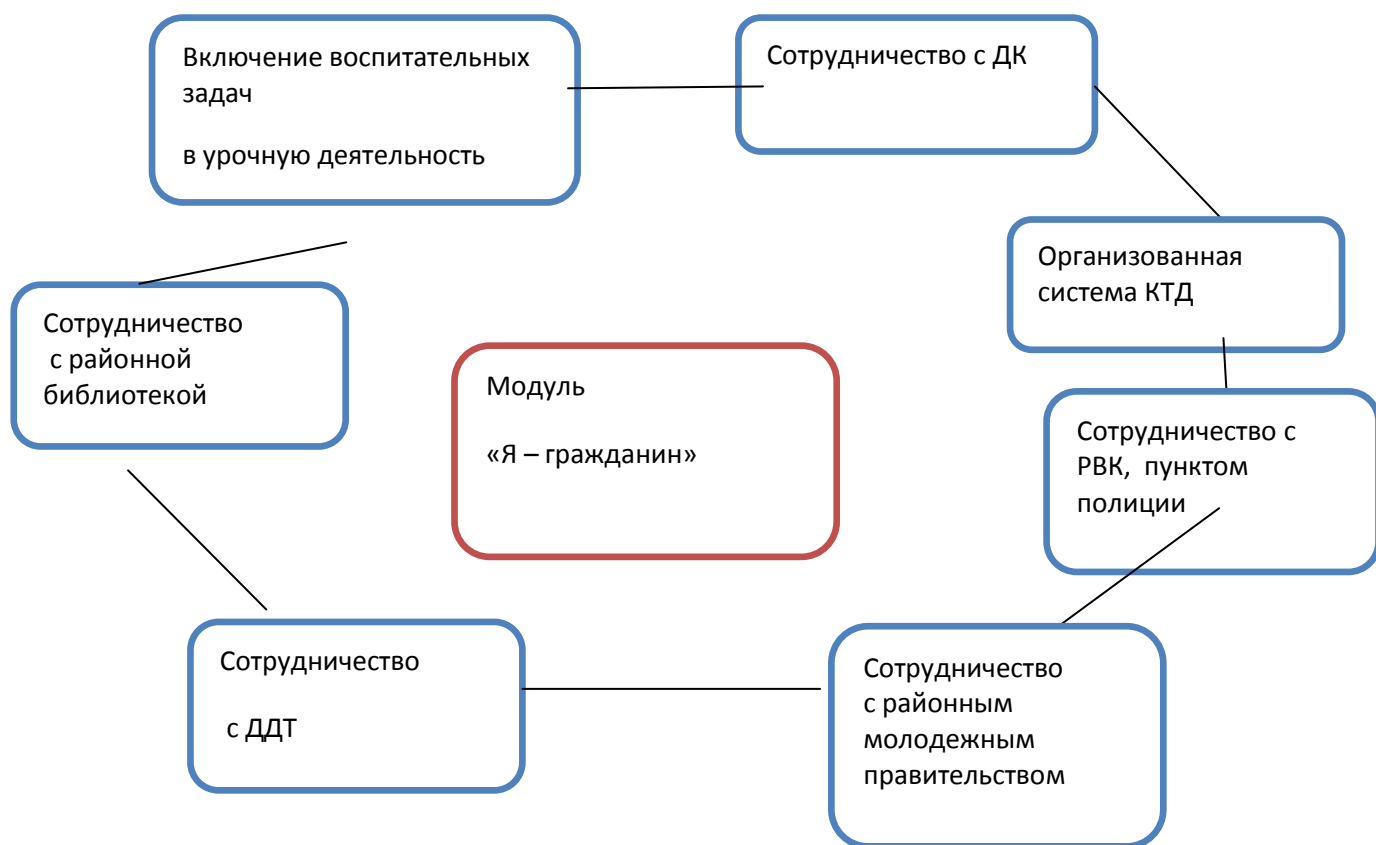 Включение воспитательных
задач
в урочную деятельность
Сотрудничество с ДК
Организованная
система КТД
Сотрудничество
с районной
библиотекой
Модуль
«Я – гражданин»
Сотрудничество с
РВК, пунктом
полиции
Сотрудничество
с ДДТ
Сотрудничество
с районным
молодежным
правительством